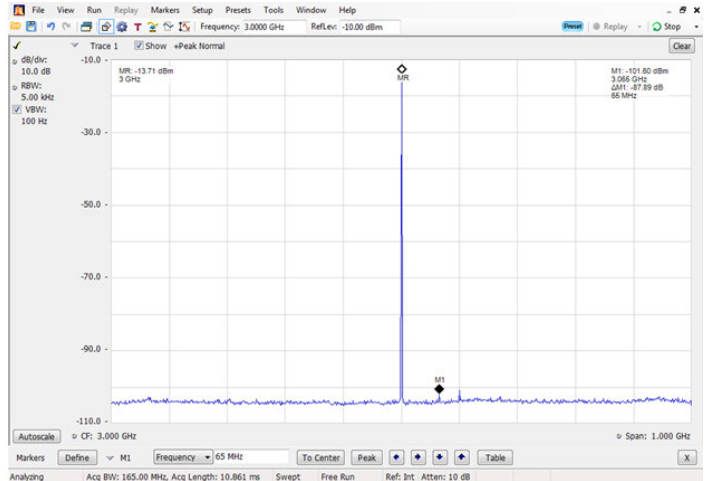 File View Run Replay Markers Setup Presets Tools Window Help
Frequency: 3.0000 GHz RefLev: -10.00 dBm Preset Replay Stop
Trace 1 Show +Peak Normal Clear
dB/div:
10.0 dB
RBW:
5.00 kHz
VBW:
100 Hz
-10.0
MR: -13.71 dBm
3 GHz
MR
M1: -101.60 dBm
3.065 GHz
ΔM1: -87.89 dB
65 MHz
-30.0
-50.0
-70.0
-90.0
M1
-110.0
Autoscale CF: 3.000 GHz Span: 1.000 GHz
Markers Define M1 Frequency 65 MHz To Center Peak Table X
Analyzing Acq BW: 165.00 MHz, Acq Length: 10.861 ms Swept Free Run Ref: Int Atten: 10 dB